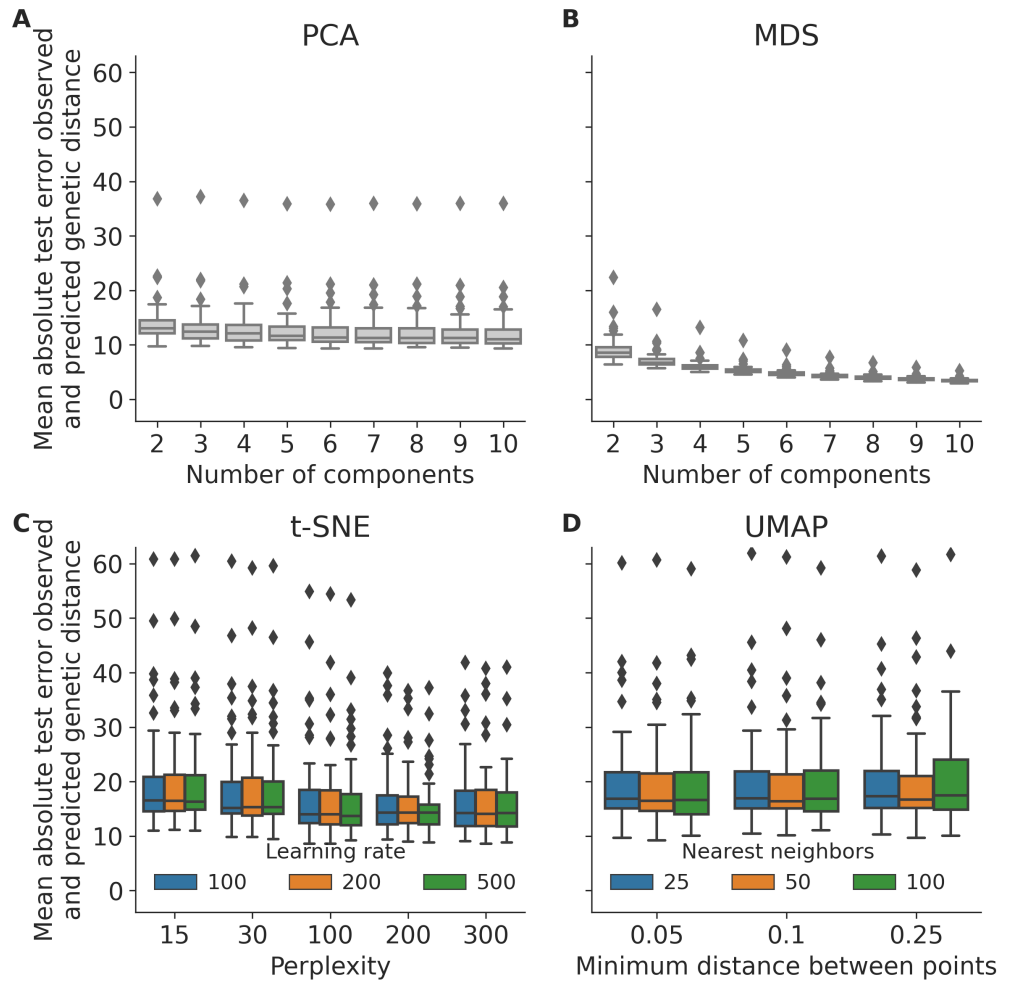 A
B
PCA
MDS
Mean absolute test error observed
and predicted genetic distance
60
50
40
30
20
10
0
2 3 4 5 6 7 8 9 10
2 3 4 5 6 7 8 9 10
Number of components
Number of components
C
D
t-SNE
UMAP
Mean absolute test error observed
and predicted genetic distance
60
50
40
30
20
10
0
Learning rate
100 200 500
Nearest neighbors
25 50 100
15 30 100 200 300
0.05 0.1 0.25
Perplexity
Minimum distance between points